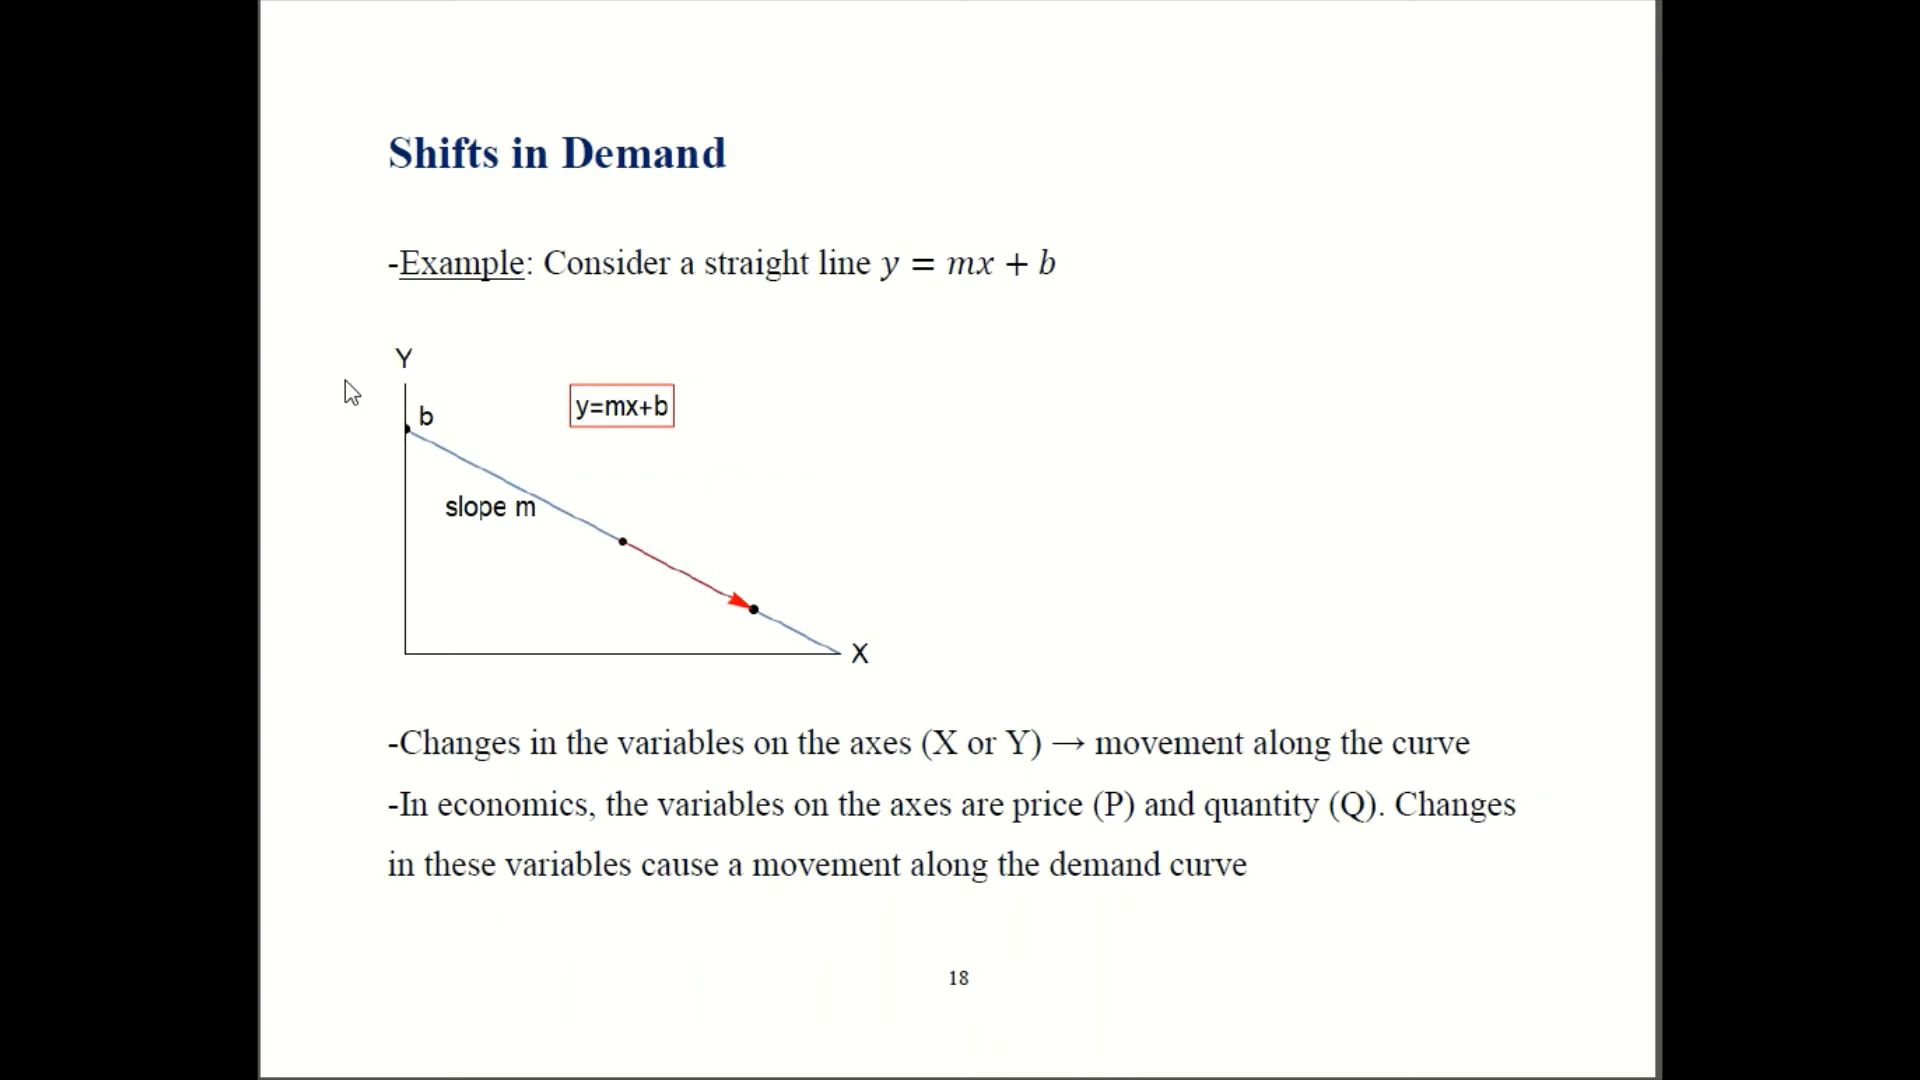 Shifts in Demand
-Example: Consider a straight line y = mx + b
Y
b
y=mx+b
slope m
X
-Changes in the variables on the axes (X or Y) → movement along the curve
-In economics, the variables on the axes are price (P) and quantity (Q). Changes
in these variables cause a movement along the demand curve
18